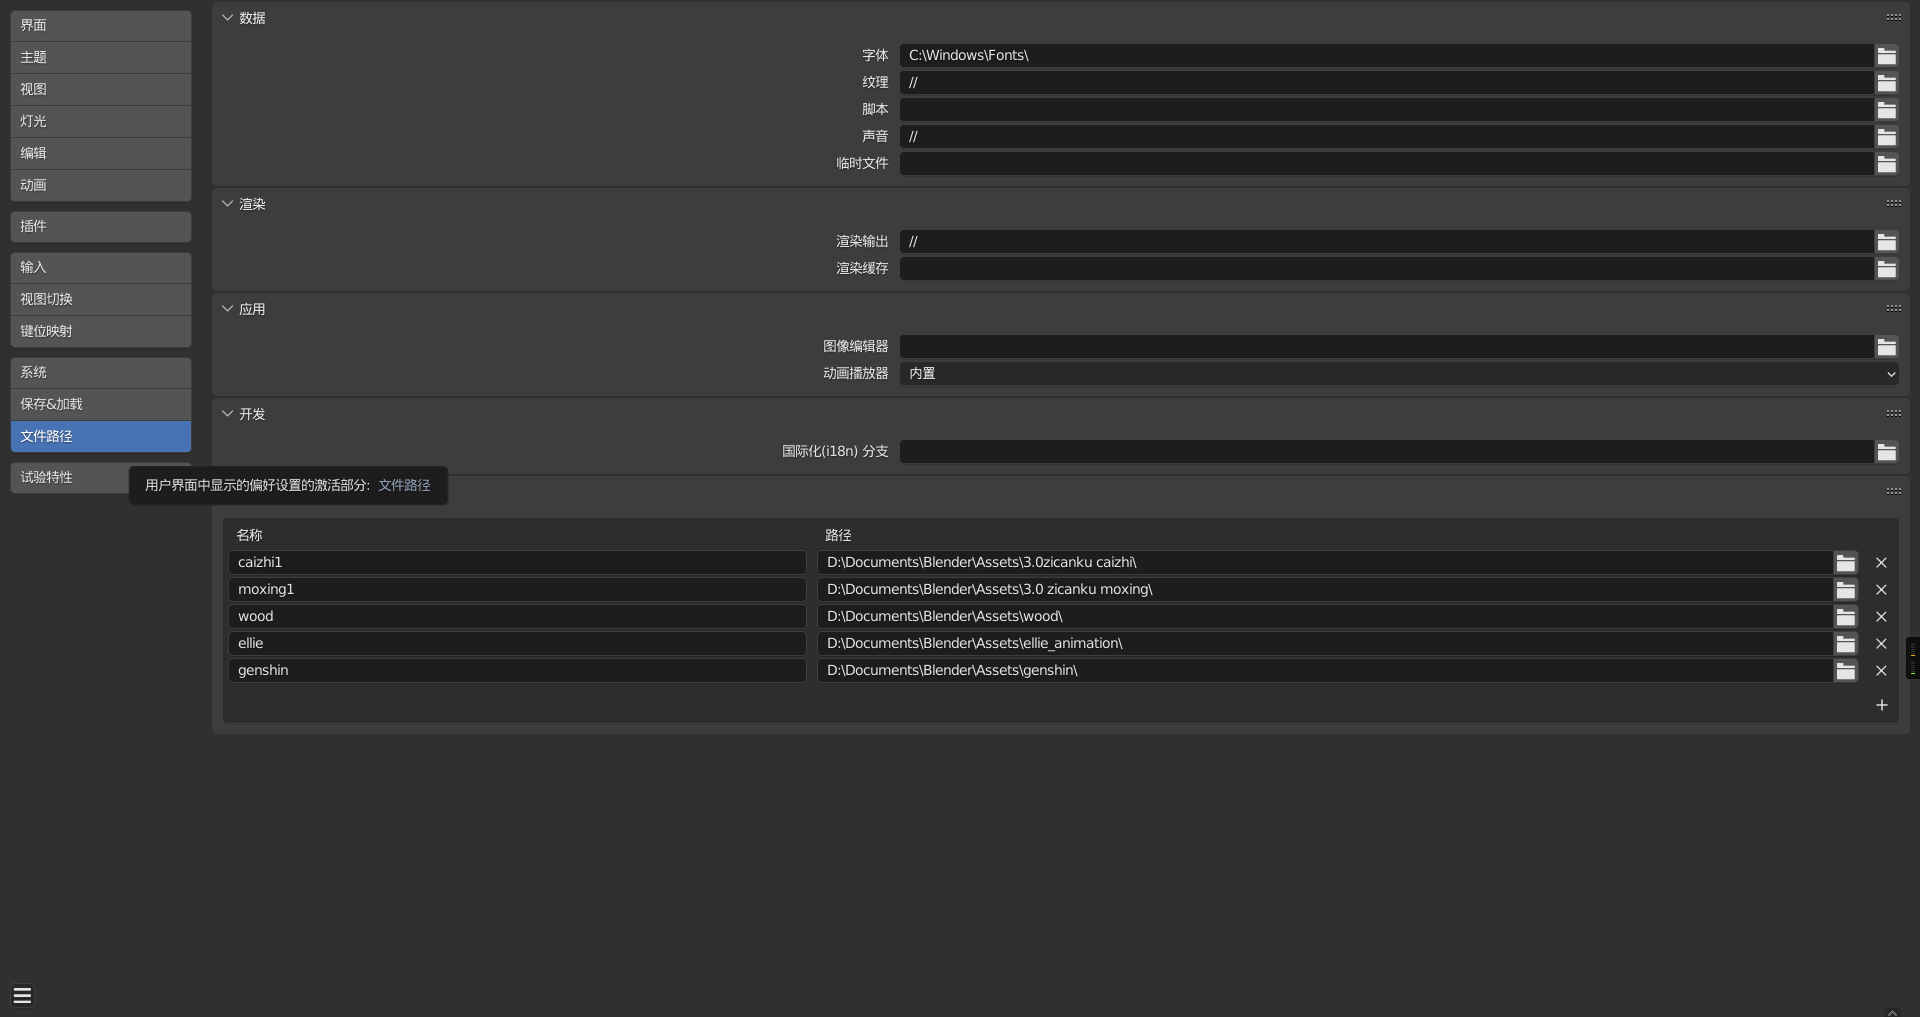 界面
主题
视图
灯光
编辑
动画
插件
输入
视图切换
键位映射
系统
保存&加载
文件路径
试验特性
用户界面中显示的偏好设置的激活部分: 文件路径
数据
字体 C:\Windows\Fonts\
纹理 //
脚本
声音 //
临时文件
渲染
渲染输出 //
渲染缓存
应用
图像编辑器
动画播放器 内置
开发
国际化(i18n) 分支
名称 路径
caizhi1 D:\Documents\Blender\Assets\3.0zicanku caizhi\
moxing1 D:\Documents\Blender\Assets\3.0 zicanku moxing\
wood D:\Documents\Blender\Assets\wood\
ellie D:\Documents\Blender\Assets\ellie_animation\
genshin D:\Documents\Blender\Assets\genshin\